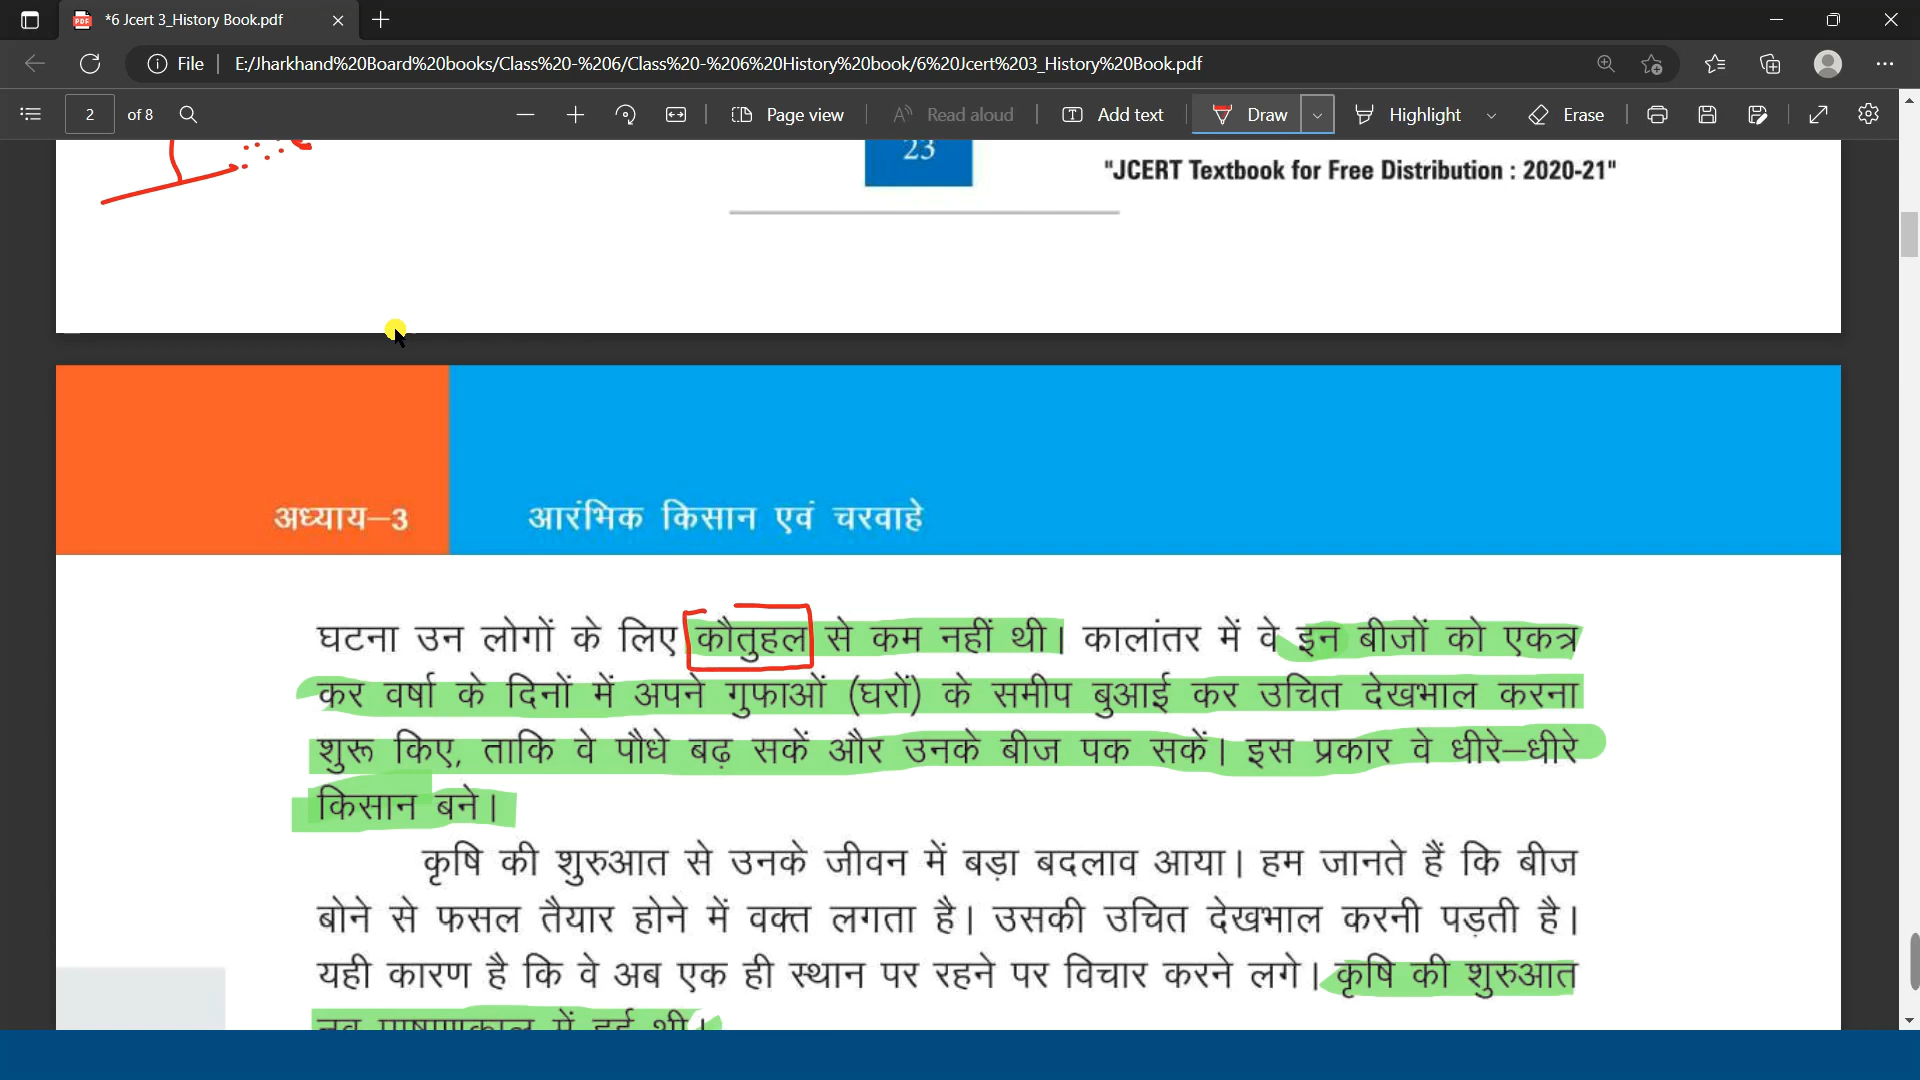 *6 Jcert 3_History Book.pdf
File
E:/Jharkhand%20Board%20books/Class%20-%206/Class%20-%206%20History%20book/6%20Jcert%203_History%20Book.pdf
2 of 8 Page view Read aloud Add text Draw Highlight Erase
23
"JCERT Textbook for Free Distribution : 2020-21"
अध्याय–3 आरंभिक किसान एवं चरवाहे
घटना उन लोगों के लिए कौतुहल से कम नहीं थी। कालांतर में वे इन बीजों को एकत्र
कर वर्षा के दिनों में अपने गुफाओं (घरों) के समीप बुआई कर उचित देखभाल करना
शुरू किए, ताकि वे पौधे बढ़ सकें और उनके बीज पक सकें। इस प्रकार वे धीरे–धीरे
किसान बने।
कृषि की शुरुआत से उनके जीवन में बड़ा बदलाव आया। हम जानते हैं कि बीज
बोने से फसल तैयार होने में वक्त लगता है। उसकी उचित देखभाल करनी पड़ती है।
यही कारण है कि वे अब एक ही स्थान पर रहने पर विचार करने लगे। कृषि की शुरुआत
नव पाषाणकाल में हुई थी।